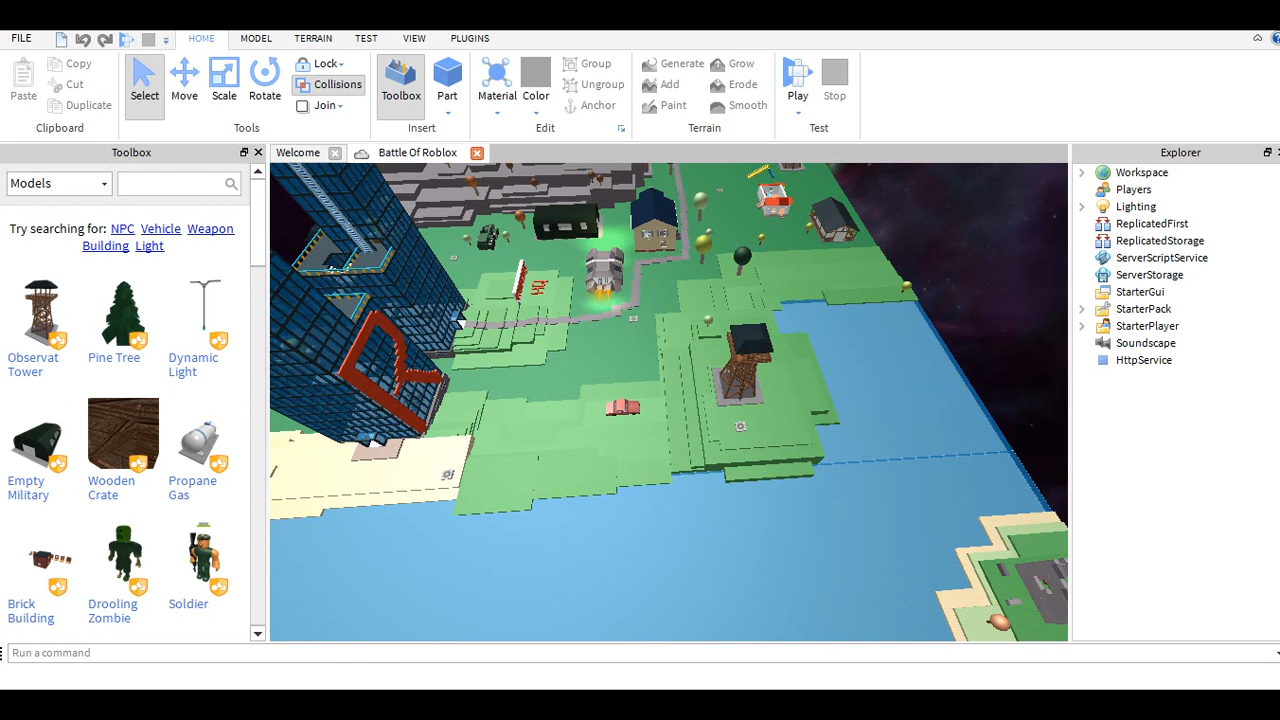 FILE
HOME
MODEL
TERRAIN
TEST
VIEW
PLUGINS
Paste
Copy
Cut
Duplicate
Clipboard
Select
Move
Scale
Rotate
Lock
Collisions
Join
Tools
Toolbox
Part
Insert
Material
Color
Group
Ungroup
Anchor
Edit
Generate
Add
Paint
Grow
Erode
Smooth
Terrain
Play
Stop
Test
Toolbox
Welcome
Battle Of Roblox
Explorer
Models
Try searching for: NPC Vehicle Weapon
Building Light
Observat
Tower
Pine Tree
Dynamic
Light
Empty
Military
Wooden
Crate
Propane
Gas
Brick
Building
Drooling
Zombie
Soldier
R
Workspace
Players
Lighting
ReplicatedFirst
ReplicatedStorage
ServerScriptService
ServerStorage
StarterGui
StarterPack
StarterPlayer
Soundscape
HttpService
Run a command